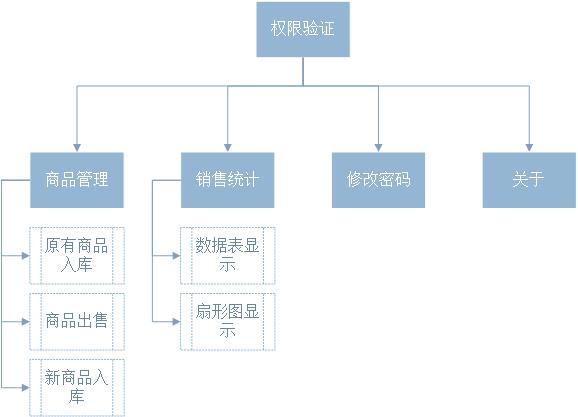 权限验证
商品管理
销售统计
修改密码
关于
原有商品
入库
数据表显
示
商品出售
扇形图显
示
新商品入
库